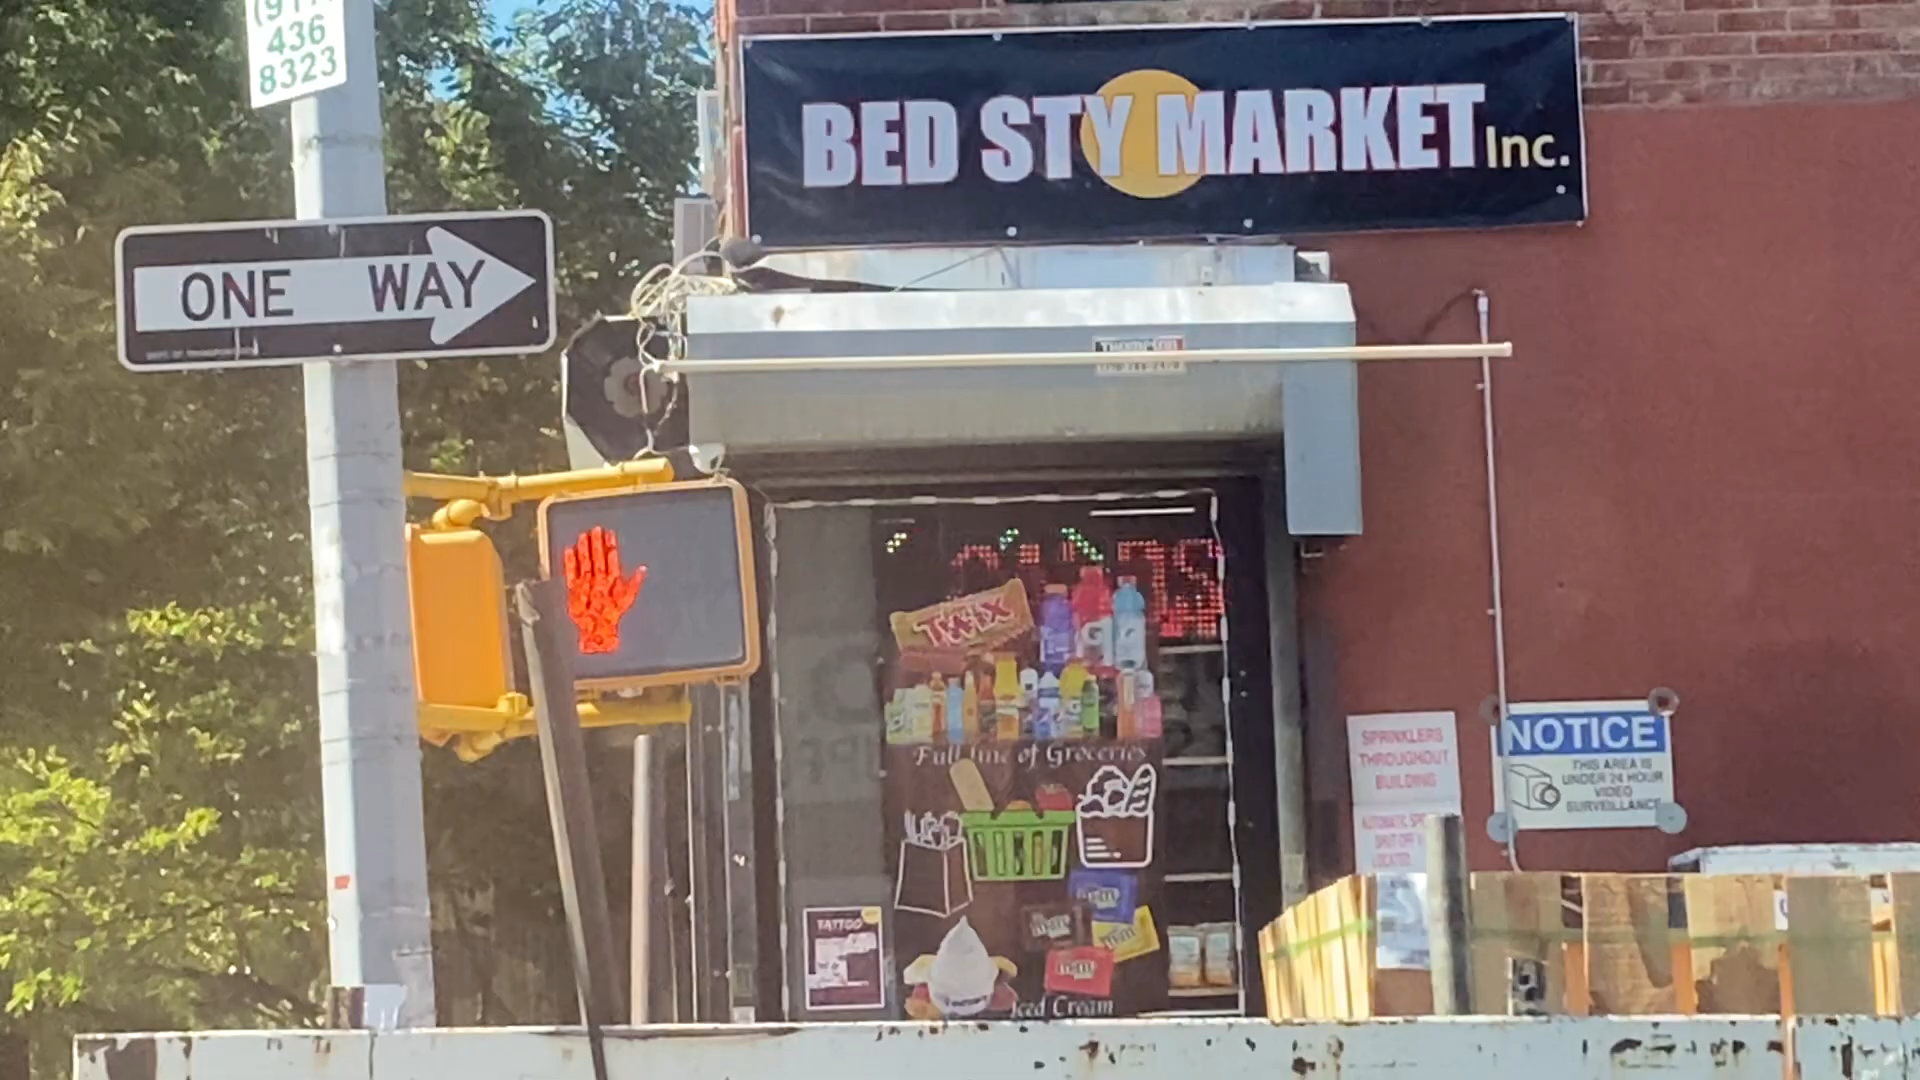 436
8323
BED STY MARKET Inc.
ONE WAY
THOMPSON
TWIX
G
Full line of Groceries
SPRINKLERS
THROUGHOUT
BUILDING
NOTICE
THIS AREA IS
UNDER 24 HOUR
VIDEO
SURVEILLANCE
TATTOO
m&m's
m&m's
m&m's
m&m's
Iced Cream